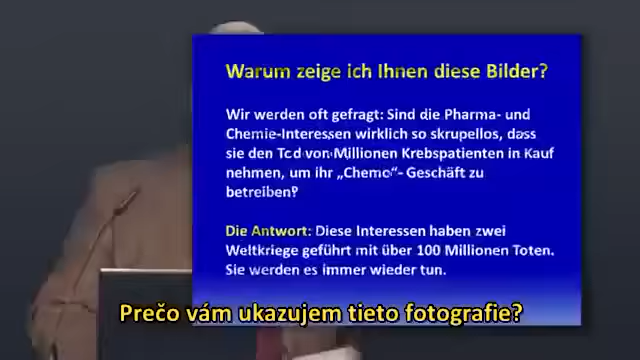 Warum zeige ich Ihnen diese Bilder?
Wir werden oft gefragt: Sind die Pharma- und
Chemie-Interessen wirklich so skrupellos, dass
sie den Tod von Millionen Krebspatienten in Kauf
nehmen, um ihr „Chemo“- Geschäft zu
betreiben?
Die Antwort: Diese Interessen haben zwei
Weltkriege geführt mit über 100 Millionen Toten.
Sie werden es immer wieder tun.
Prečo vám ukazujem tieto fotografie?